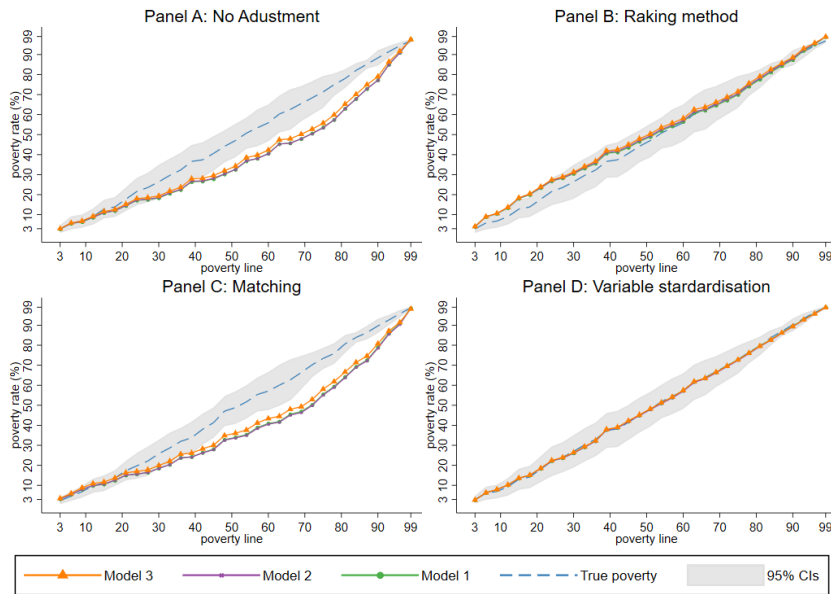 Panel A: No Adustment
Panel B: Raking method
poverty rate (%)
3 10 20 30 40 50 60 70 80 90 99
3 10 20 30 40 50 60 70 80 90 99
poverty line
poverty rate (%)
3 10 20 30 40 50 60 70 80 90 99
3 10 20 30 40 50 60 70 80 90 99
poverty line
Panel C: Matching
Panel D: Variable stardardisation
poverty rate (%)
3 10 20 30 40 50 60 70 80 90 99
3 10 20 30 40 50 60 70 80 90 99
poverty line
poverty rate (%)
3 10 20 30 40 50 60 70 80 90 99
3 10 20 30 40 50 60 70 80 90 99
poverty line
Model 3 Model 2 Model 1 True poverty 95% CIs